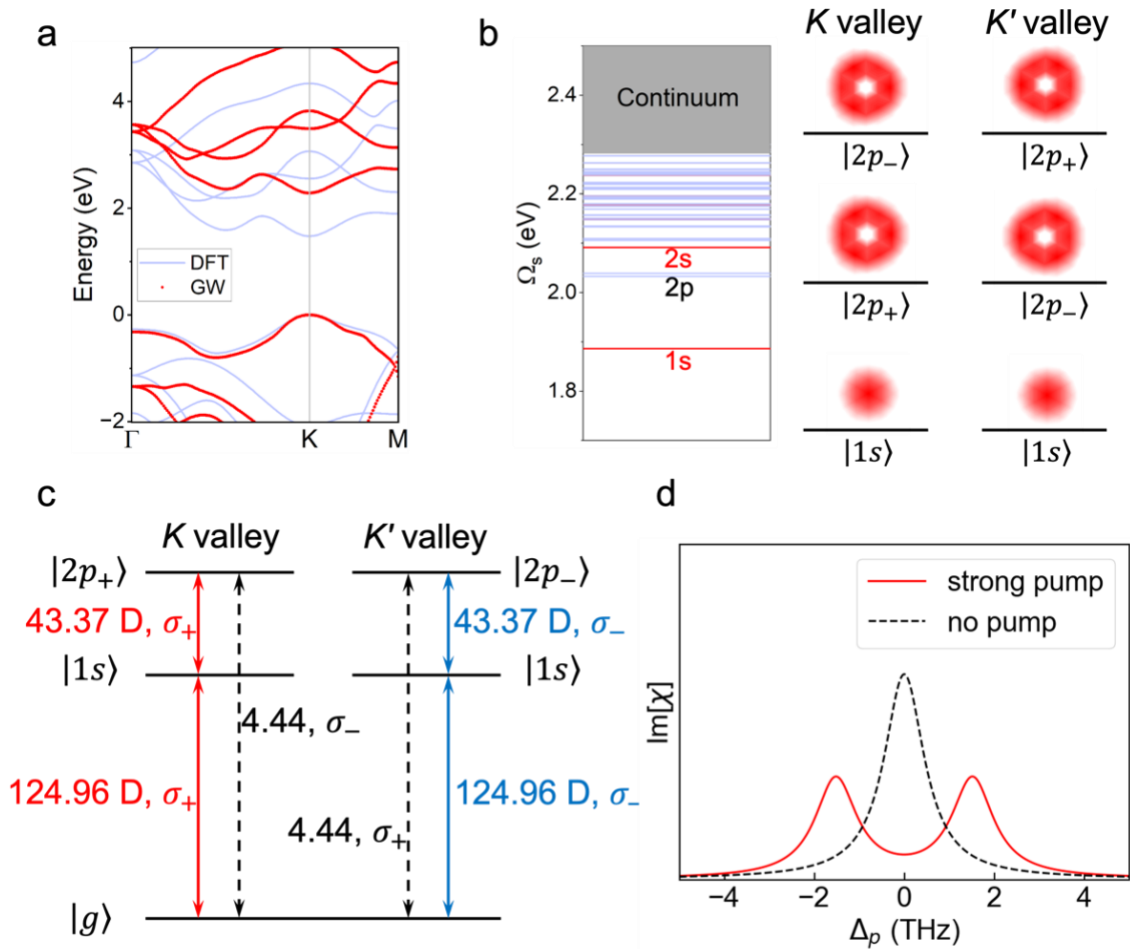 a
Energy (eV)
4
2
0
−2
DFT
GW
Γ
K
M
b
Ωₛ (eV)
2.4
2.2
2.0
1.8
Continuum
2s
2p
1s
K valley
K′ valley
|2p₋⟩
|2p₊⟩
|2p₊⟩
|2p₋⟩
|1s⟩
|1s⟩
c
K valley
K′ valley
|2p₊⟩
|2p₋⟩
43.37 D, σ₊
43.37 D, σ₋
|1s⟩
|1s⟩
4.44, σ₋
124.96 D, σ₊
124.96 D, σ₋
4.44, σ₊
|g⟩
d
strong pump
no pump
Im[χ]
−4
−2
0
2
4
Δₚ (THz)